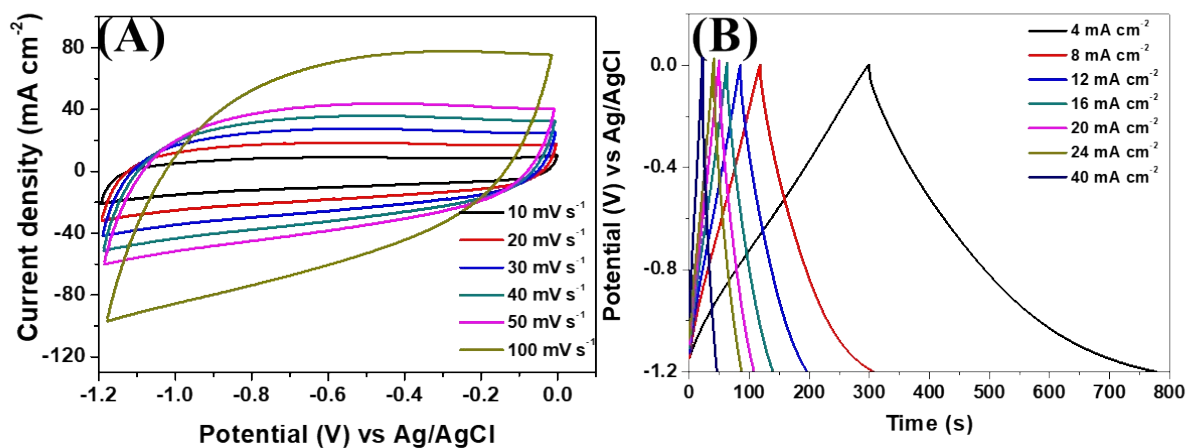 (A)
Current density (mA cm-2)
80
40
0
-40
-80
-120
-1.2 -1.0 -0.8 -0.6 -0.4 -0.2 0.0
Potential (V) vs Ag/AgCl
10 mV s-1
20 mV s-1
30 mV s-1
40 mV s-1
50 mV s-1
100 mV s-1
(B)
Potential (V) vs Ag/AgCl
0.0
-0.4
-0.8
-1.2
0 100 200 300 400 500 600 700 800
Time (s)
4 mA cm-2
8 mA cm-2
12 mA cm-2
16 mA cm-2
20 mA cm-2
24 mA cm-2
40 mA cm-2